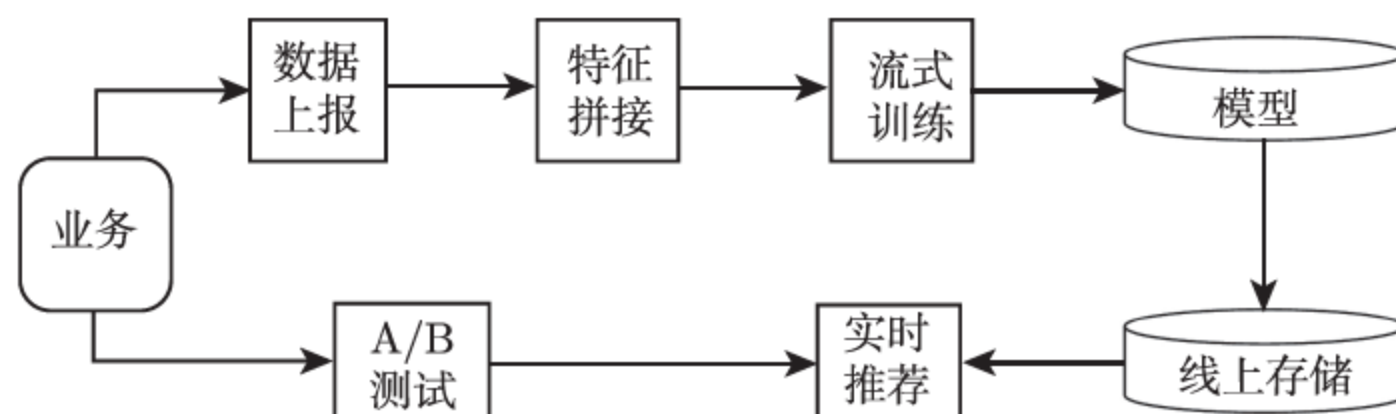 数据
上报
特征
拼接
流式
训练
模型
业务
A/B
测试
实时
推荐
线上存储